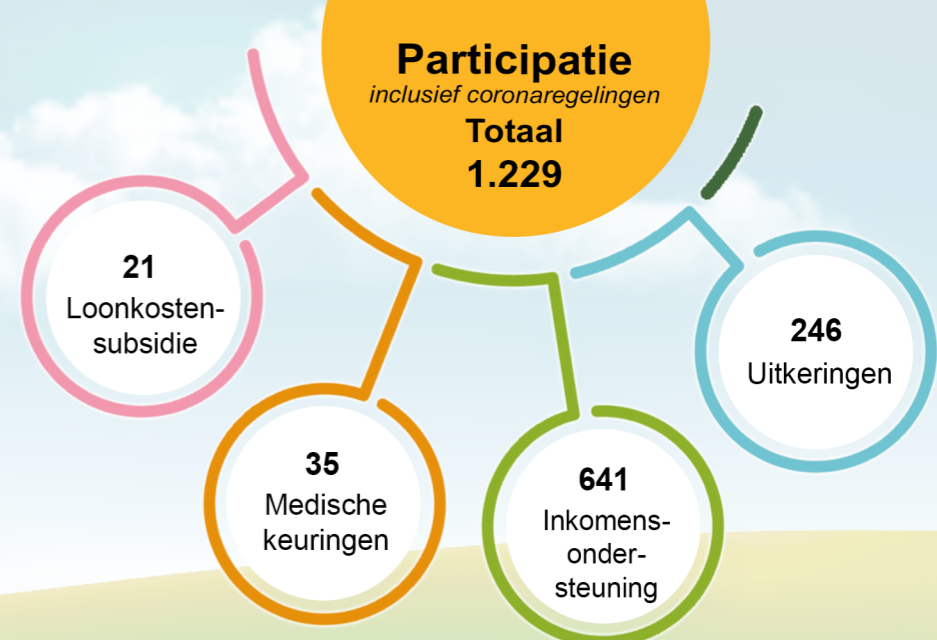 Participatie
inclusief coronaregelingen
Totaal
1.229
21
Loonkosten-
subsidie
35
Medische
keuringen
641
Inkomens-
onder-
steuning
246
Uitkeringen